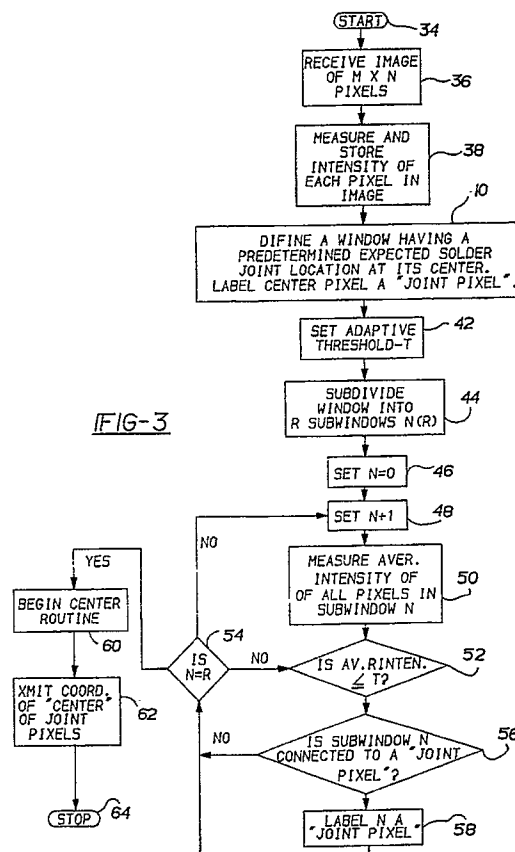 START
34
RECEIVE IMAGE
OF M X N
PIXELS
36
MEASURE AND
STORE
INTENSITY OF
EACH PIXEL IN
IMAGE
38
10
DIFINE A WINDOW HAVING A
PREDETERMINED EXPECTED SOLDER
JOINT LOCATION AT ITS CENTER.
LABEL CENTER PIXEL A "JOINT PIXEL".
SET ADAPTIVE
THRESHOLD-T
42
SUBDIVIDE
WINDOW INTO
R SUBWINDOWS N(R)
44
FIG-3
SET N=0
46
SET N+1
48
NO
YES
MEASURE AVER.
INTENSITY OF
OF ALL PIXELS IN
SUBWINDOW N
50
BEGIN CENTER
ROUTINE
60
54
IS
N=R
NO
IS AV.RINTEN.
≤ T?
52
XMIT COORD.
OF "CENTER"
OF JOINT
PIXELS
62
NO
IS SUBWINDOW N
CONNECTED TO A "JOINT
PIXEL"?
56
STOP
64
LABEL N A
"JOINT PIXEL"
58